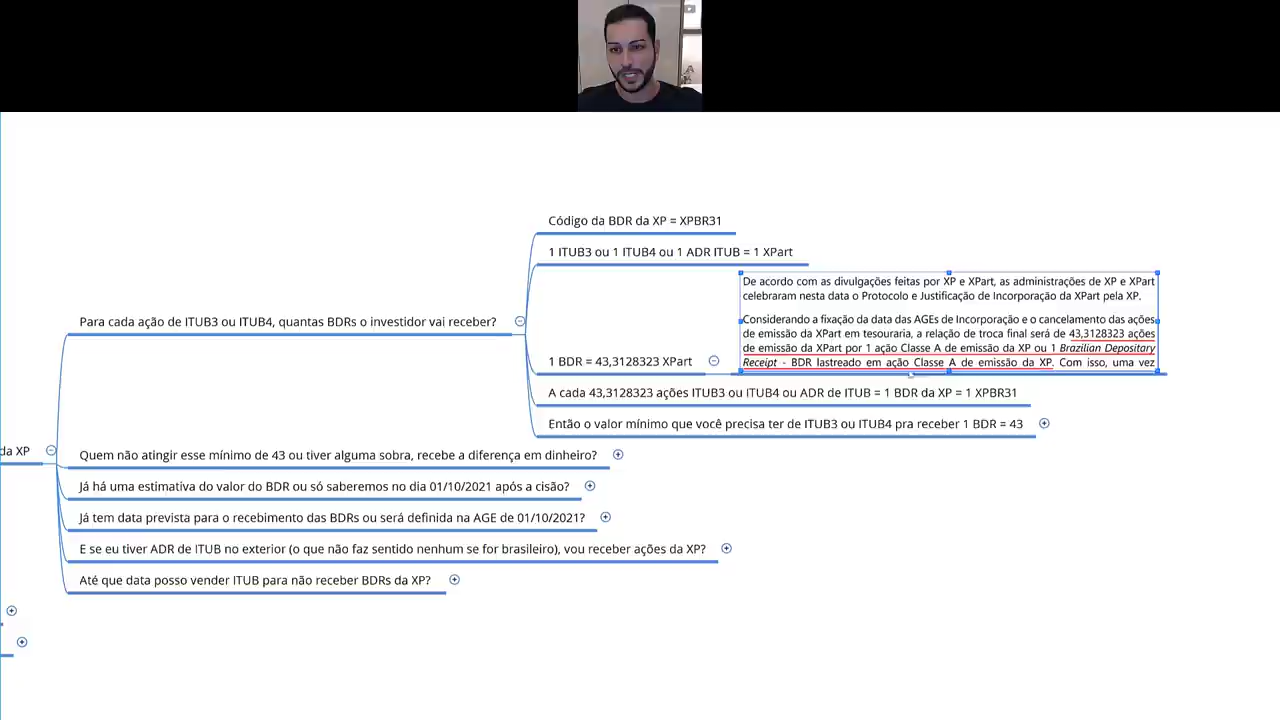 Código da BDR da XP = XPBR31
1 ITUB3 ou 1 ITUB4 ou 1 ADR ITUB = 1 XPart
De acordo com as divulgações feitas por XP e XPart, as administrações de XP e XPart
celebraram nesta data o Protocolo e Justificação de Incorporação da XPart pela XP.
Considerando a fixação da data das AGEs de Incorporação e o cancelamento das ações
de emissão da XPart em tesouraria, a relação de troca final será de 43,3128323 ações
de emissão da XPart por 1 ação Classe A de emissão da XP ou 1 Brazilian Depositary
Receipt - BDR lastreado em ação Classe A de emissão da XP. Com isso, uma vez
Para cada ação de ITUB3 ou ITUB4, quantas BDRs o investidor vai receber?
1 BDR = 43,3128323 XPart
A cada 43,3128323 ações ITUB3 ou ITUB4 ou ADR de ITUB = 1 BDR da XP = 1 XPBR31
Então o valor mínimo que você precisa ter de ITUB3 ou ITUB4 pra receber 1 BDR = 43
da XP
Quem não atingir esse mínimo de 43 ou tiver alguma sobra, recebe a diferença em dinheiro?
Já há uma estimativa do valor do BDR ou só saberemos no dia 01/10/2021 após a cisão?
Já tem data prevista para o recebimento das BDRs ou será definida na AGE de 01/10/2021?
E se eu tiver ADR de ITUB no exterior (o que não faz sentido nenhum se for brasileiro), vou receber ações da XP?
Até que data posso vender ITUB para não receber BDRs da XP?